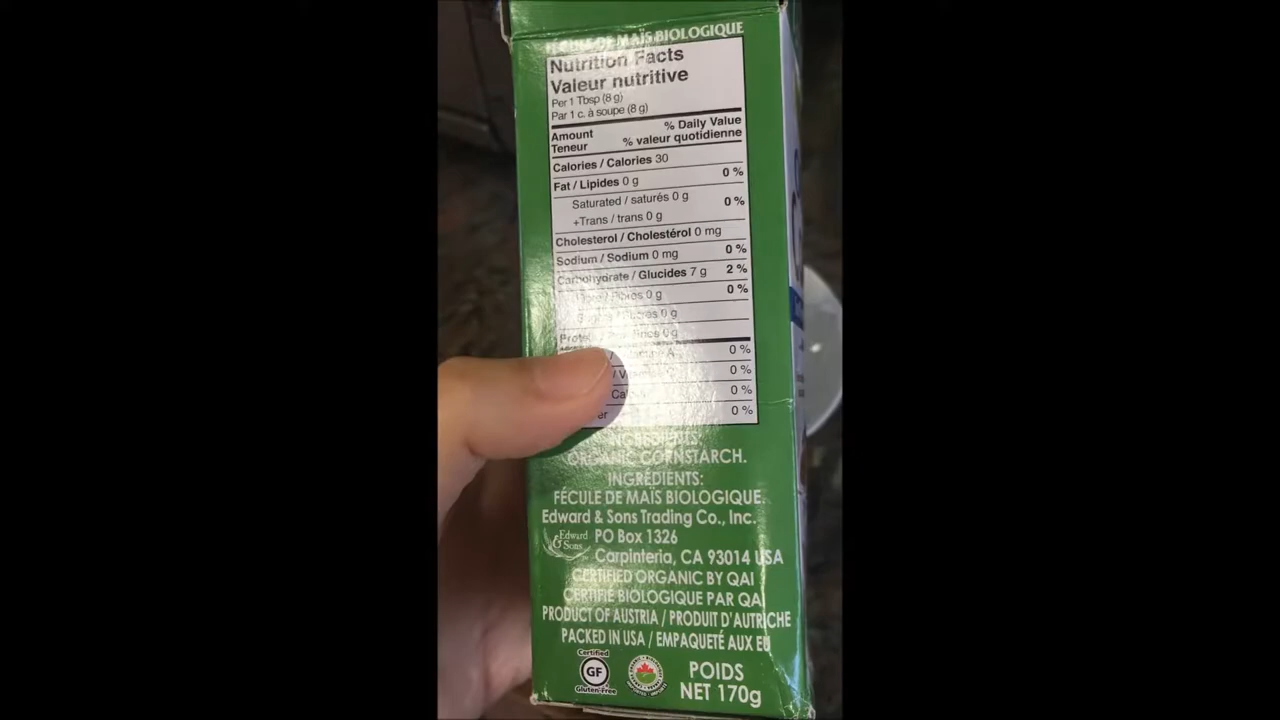 FÉCULE DE MAÏS BIOLOGIQUE
Nutrition Facts
Valeur nutritive
Per 1 Tbsp (8 g)
Par 1 c. à soupe (8 g)
Amount % Daily Value
Teneur % valeur quotidienne
Calories / Calories 30
Fat / Lipides 0 g 0 %
Saturated / saturés 0 g
+Trans / trans 0 g 0 %
Cholesterol / Cholestérol 0 mg
Sodium / Sodium 0 mg 0 %
Carbohydrate / Glucides 7 g 2 %
Fibre / Fibres 0 g 0 %
Sugars / Sucres 0 g
Protein / Protéines 0 g
/ Vitamine A 0 %
0 %
0 %
0 %
INGREDIENTS:
ORGANIC CORNSTARCH.
INGRÉDIENTS:
FÉCULE DE MAÏS BIOLOGIQUE.
Edward & Sons Trading Co., Inc.
Edward & Sons
PO Box 1326
Carpinteria, CA 93014 USA
CERTIFIED ORGANIC BY QAI
CERTIFIÉ BIOLOGIQUE PAR QAI
PRODUCT OF AUSTRIA / PRODUIT D'AUTRICHE
PACKED IN USA / EMPAQUETÉ AUX EU
Certified
GF
Gluten-Free
POIDS
NET 170g